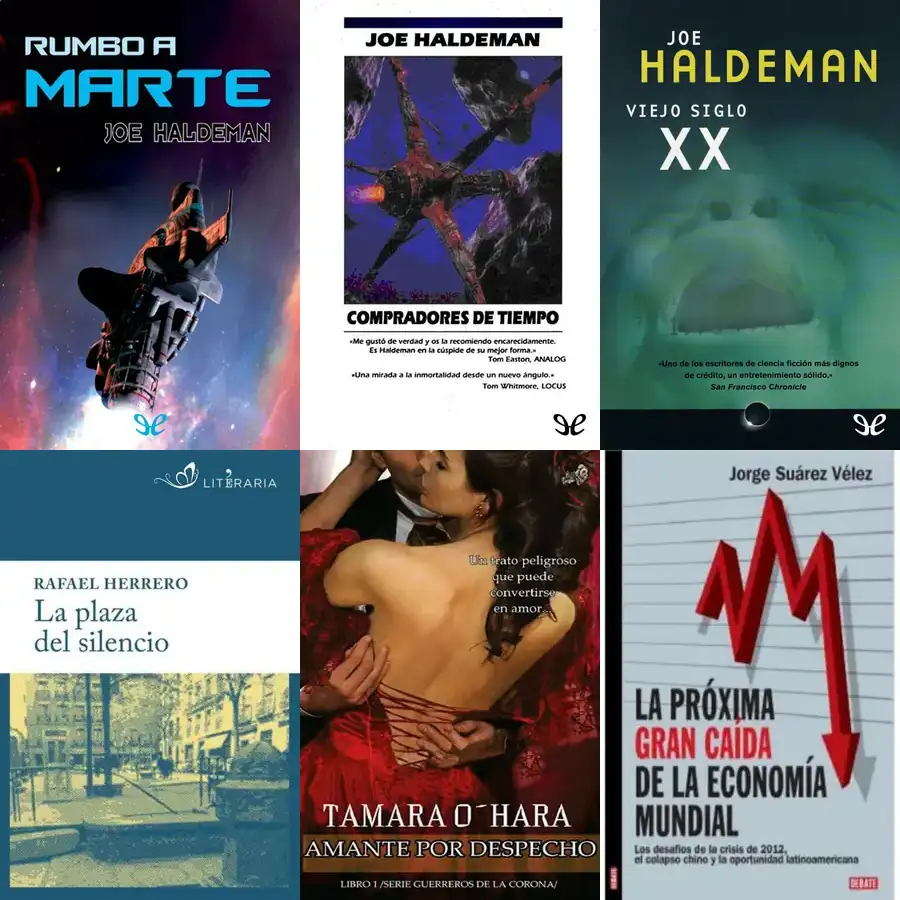 RUMBO A
MARTE
JOE HALDEMAN
JOE HALDEMAN
COMPRADORES DE TIEMPO
«Me gustó de verdad y os la recomiendo encarecidamente.
Es Haldeman en la cúspide de su mejor forma.»
Tom Easton, ANALOG
«Una mirada a la inmortalidad desde un nuevo ángulo.»
Tom Whitmore, LOCUS
JOE
HALDEMAN
VIEJO SIGLO
XX
«Uno de los escritores de ciencia ficción más dignos
de crédito, un entretenimiento sólido.»
San Francisco Chronicle
LITERARIA
RAFAEL HERRERO
La plaza
del silencio
Un trato peligroso
que puede
convertirse
en amor...
TAMARA O´HARA
AMANTE POR DESPECHO
LIBRO 1 /SERIE GUERREROS DE LA CORONA/
Jorge Suárez Vélez
LA PRÓXIMA
GRAN CAÍDA
DE LA ECONOMÍA
MUNDIAL
Los desafíos de la crisis de 2012,
el colapso chino y la oportunidad latinoamericana
DEBATE
DEBATE